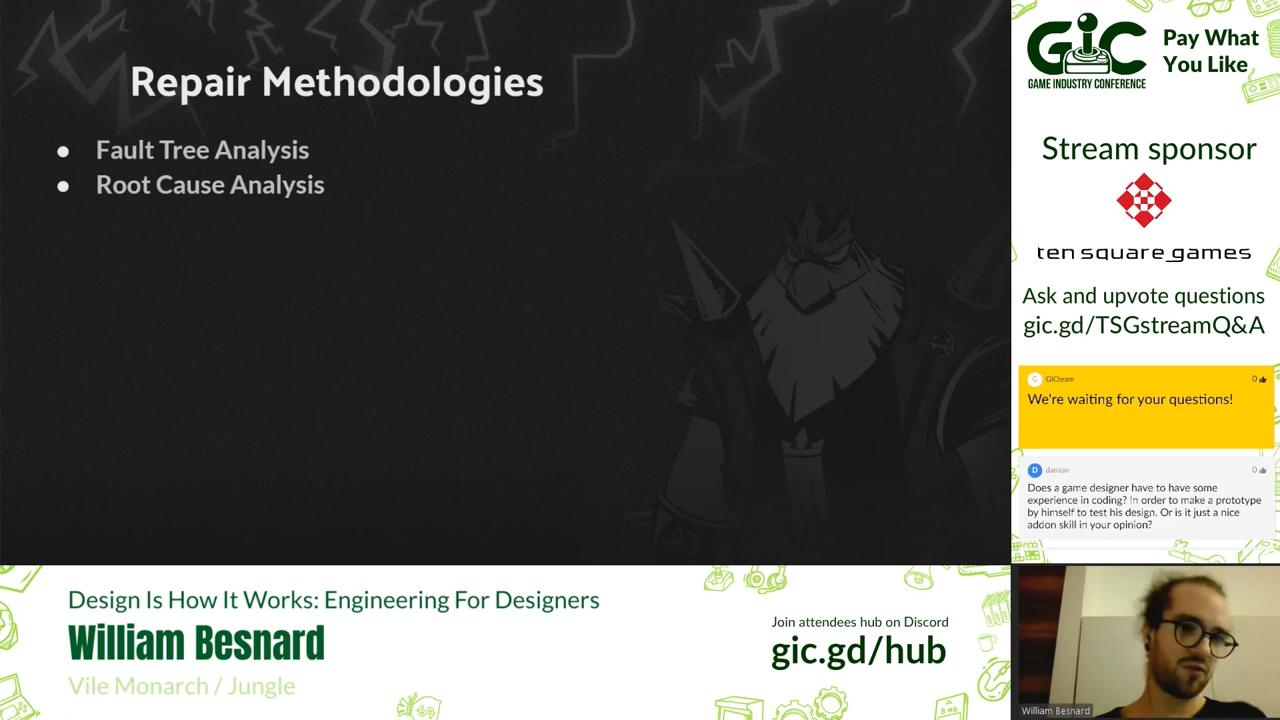 Repair Methodologies
● Fault Tree Analysis
● Root Cause Analysis
GIC
GAME INDUSTRY CONFERENCE
Pay What
You Like
Stream sponsor
ten square games
Ask and upvote questions
gic.gd/TSGstreamQ&A
G GICteam 0
We're waiting for your questions!
D damian 0
Does a game designer have to have some
experience in coding? In order to make a prototype
by himself to test his design. Or is it just a nice
addon skill in your opinion?
Design Is How It Works: Engineering For Designers
William Besnard
Vile Monarch / Jungle
Join attendees hub on Discord
gic.gd/hub
8 MB
William Besnard